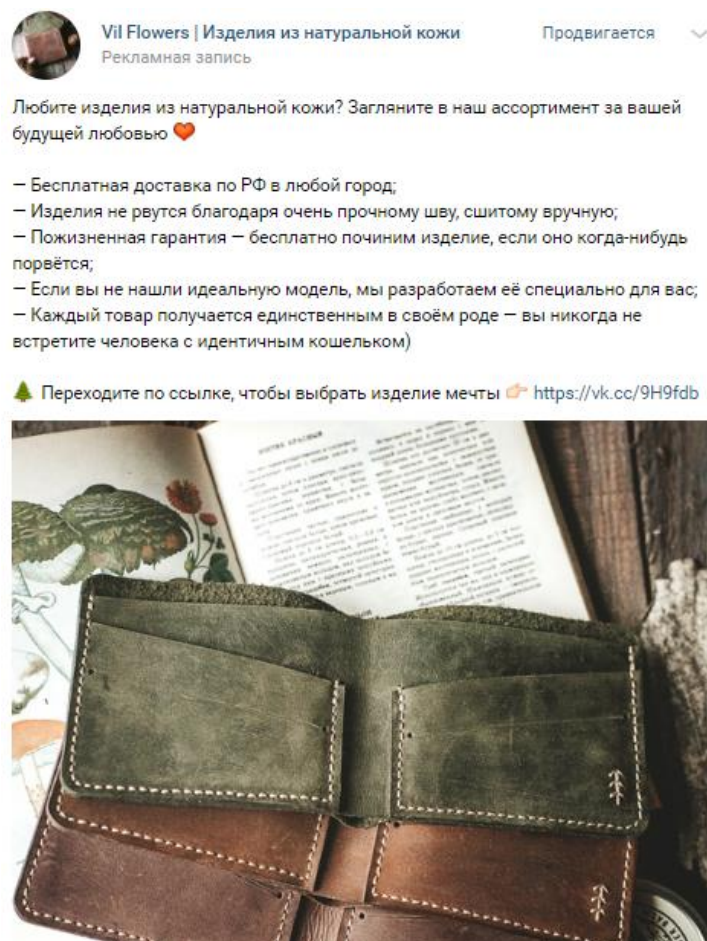 Vil Flowers | Изделия из натуральной кожи
Продвигается
Рекламная запись
Любите изделия из натуральной кожи? Загляните в наш ассортимент за вашей
будущей любовью ❤
— Бесплатная доставка по РФ в любой город;
— Изделия не рвутся благодаря очень прочному шву, сшитому вручную;
— Пожизненная гарантия — бесплатно починим изделие, если оно когда-нибудь
порвётся;
— Если вы не нашли идеальную модель, мы разработаем её специально для вас;
— Каждый товар получается единственным в своём роде — вы никогда не
встретите человека с идентичным кошельком)
🌲 Переходите по ссылке, чтобы выбрать изделие мечты 👉🏻 https://vk.cc/9H9fdb